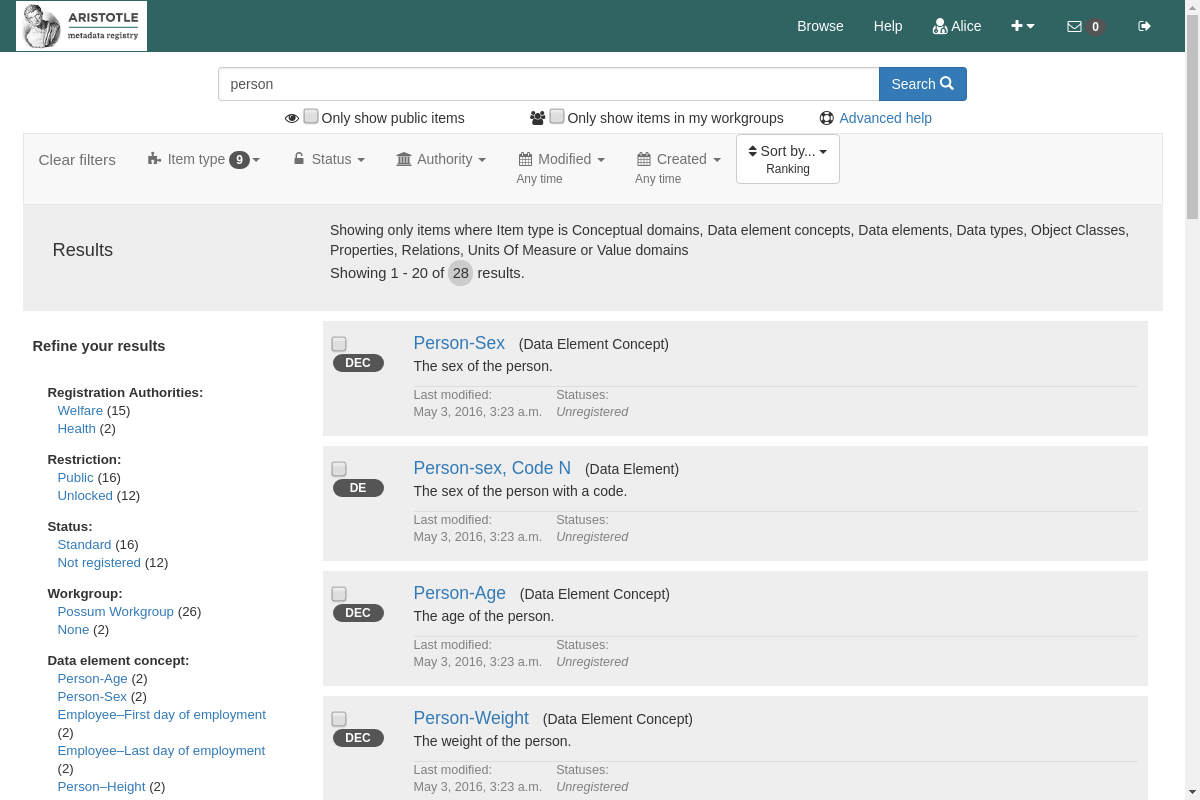 ARISTOTLE
metadata registry
Browse Help Alice 0
person Search
Only show public items Only show items in my workgroups Advanced help
Clear filters Item type 9 Status Authority Modified Created Sort by...
Any time Any time Ranking
Results
Showing only items where Item type is Conceptual domains, Data element concepts, Data elements, Data types, Object Classes,
Properties, Relations, Units Of Measure or Value domains
Showing 1 - 20 of 28 results.
Refine your results
Registration Authorities:
Welfare (15)
Health (2)
Restriction:
Public (16)
Unlocked (12)
Status:
Standard (16)
Not registered (12)
Workgroup:
Possum Workgroup (26)
None (2)
Data element concept:
Person-Age (2)
Person-Sex (2)
Employee–First day of employment
(2)
Employee–Last day of employment
(2)
Person–Height (2)
Person-Sex (Data Element Concept)
DEC
The sex of the person.
Last modified: Statuses:
May 3, 2016, 3:23 a.m. Unregistered
Person-sex, Code N (Data Element)
DE
The sex of the person with a code.
Last modified: Statuses:
May 3, 2016, 3:23 a.m. Unregistered
Person-Age (Data Element Concept)
DEC
The age of the person.
Last modified: Statuses:
May 3, 2016, 3:23 a.m. Unregistered
Person-Weight (Data Element Concept)
DEC
The weight of the person.
Last modified: Statuses:
May 3, 2016, 3:23 a.m. Unregistered